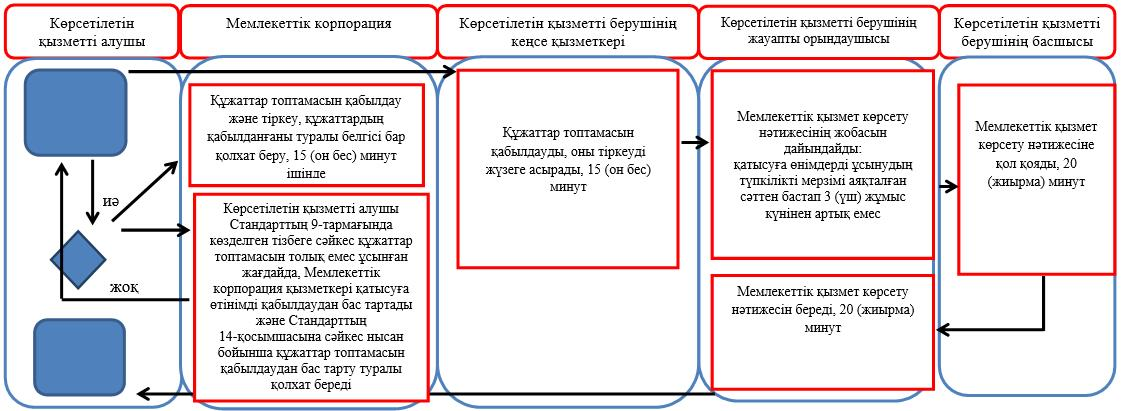 Көрсетілетін
қызметті алушы
Мемлекеттік корпорация
Көрсетілетін қызметті берушінің
кеңсе қызметкері
Көрсетілетін қызметті берушінің
жауапты орындаушысы
Көрсетілетін қызметті
берушінің басшысы
иә
жоқ
Құжаттар топтамасын қабылдау
және тіркеу, құжаттардың
қабылданғаны туралы белгісі бар
қолхат беру, 15 (он бес) минут
ішінде
Көрсетілетін қызметті алушы
Стандарттың 9-тармағында
көзделген тізбеге сәйкес құжаттар
топтамасын толық емес ұсынған
жағдайда, Мемлекеттік
корпорация қызметкері қатысуға
өтінімді қабылдаудан бас тартады
және Стандарттың
14-қосымшасына сәйкес нысан
бойынша құжаттар топтамасын
қабылдаудан бас тарту туралы
қолхат береді
Құжаттар топтамасын
қабылдауды, оны тіркеуді
жүзеге асырады, 15 (он бес)
минут
Мемлекеттік қызмет көрсету
нәтижесінің жобасын
дайындайды:
қатысуға өнімдерді ұсынудың
түпкілікті мерзімі аяқталған
сәттен бастап 3 (үш) жұмыс
күнінен артық емес
Мемлекеттік қызмет көрсету
нәтижесін береді, 20 (жиырма)
минут
Мемлекеттік қызмет
көрсету нәтижесіне
қол қояды, 20
(жиырма) минут